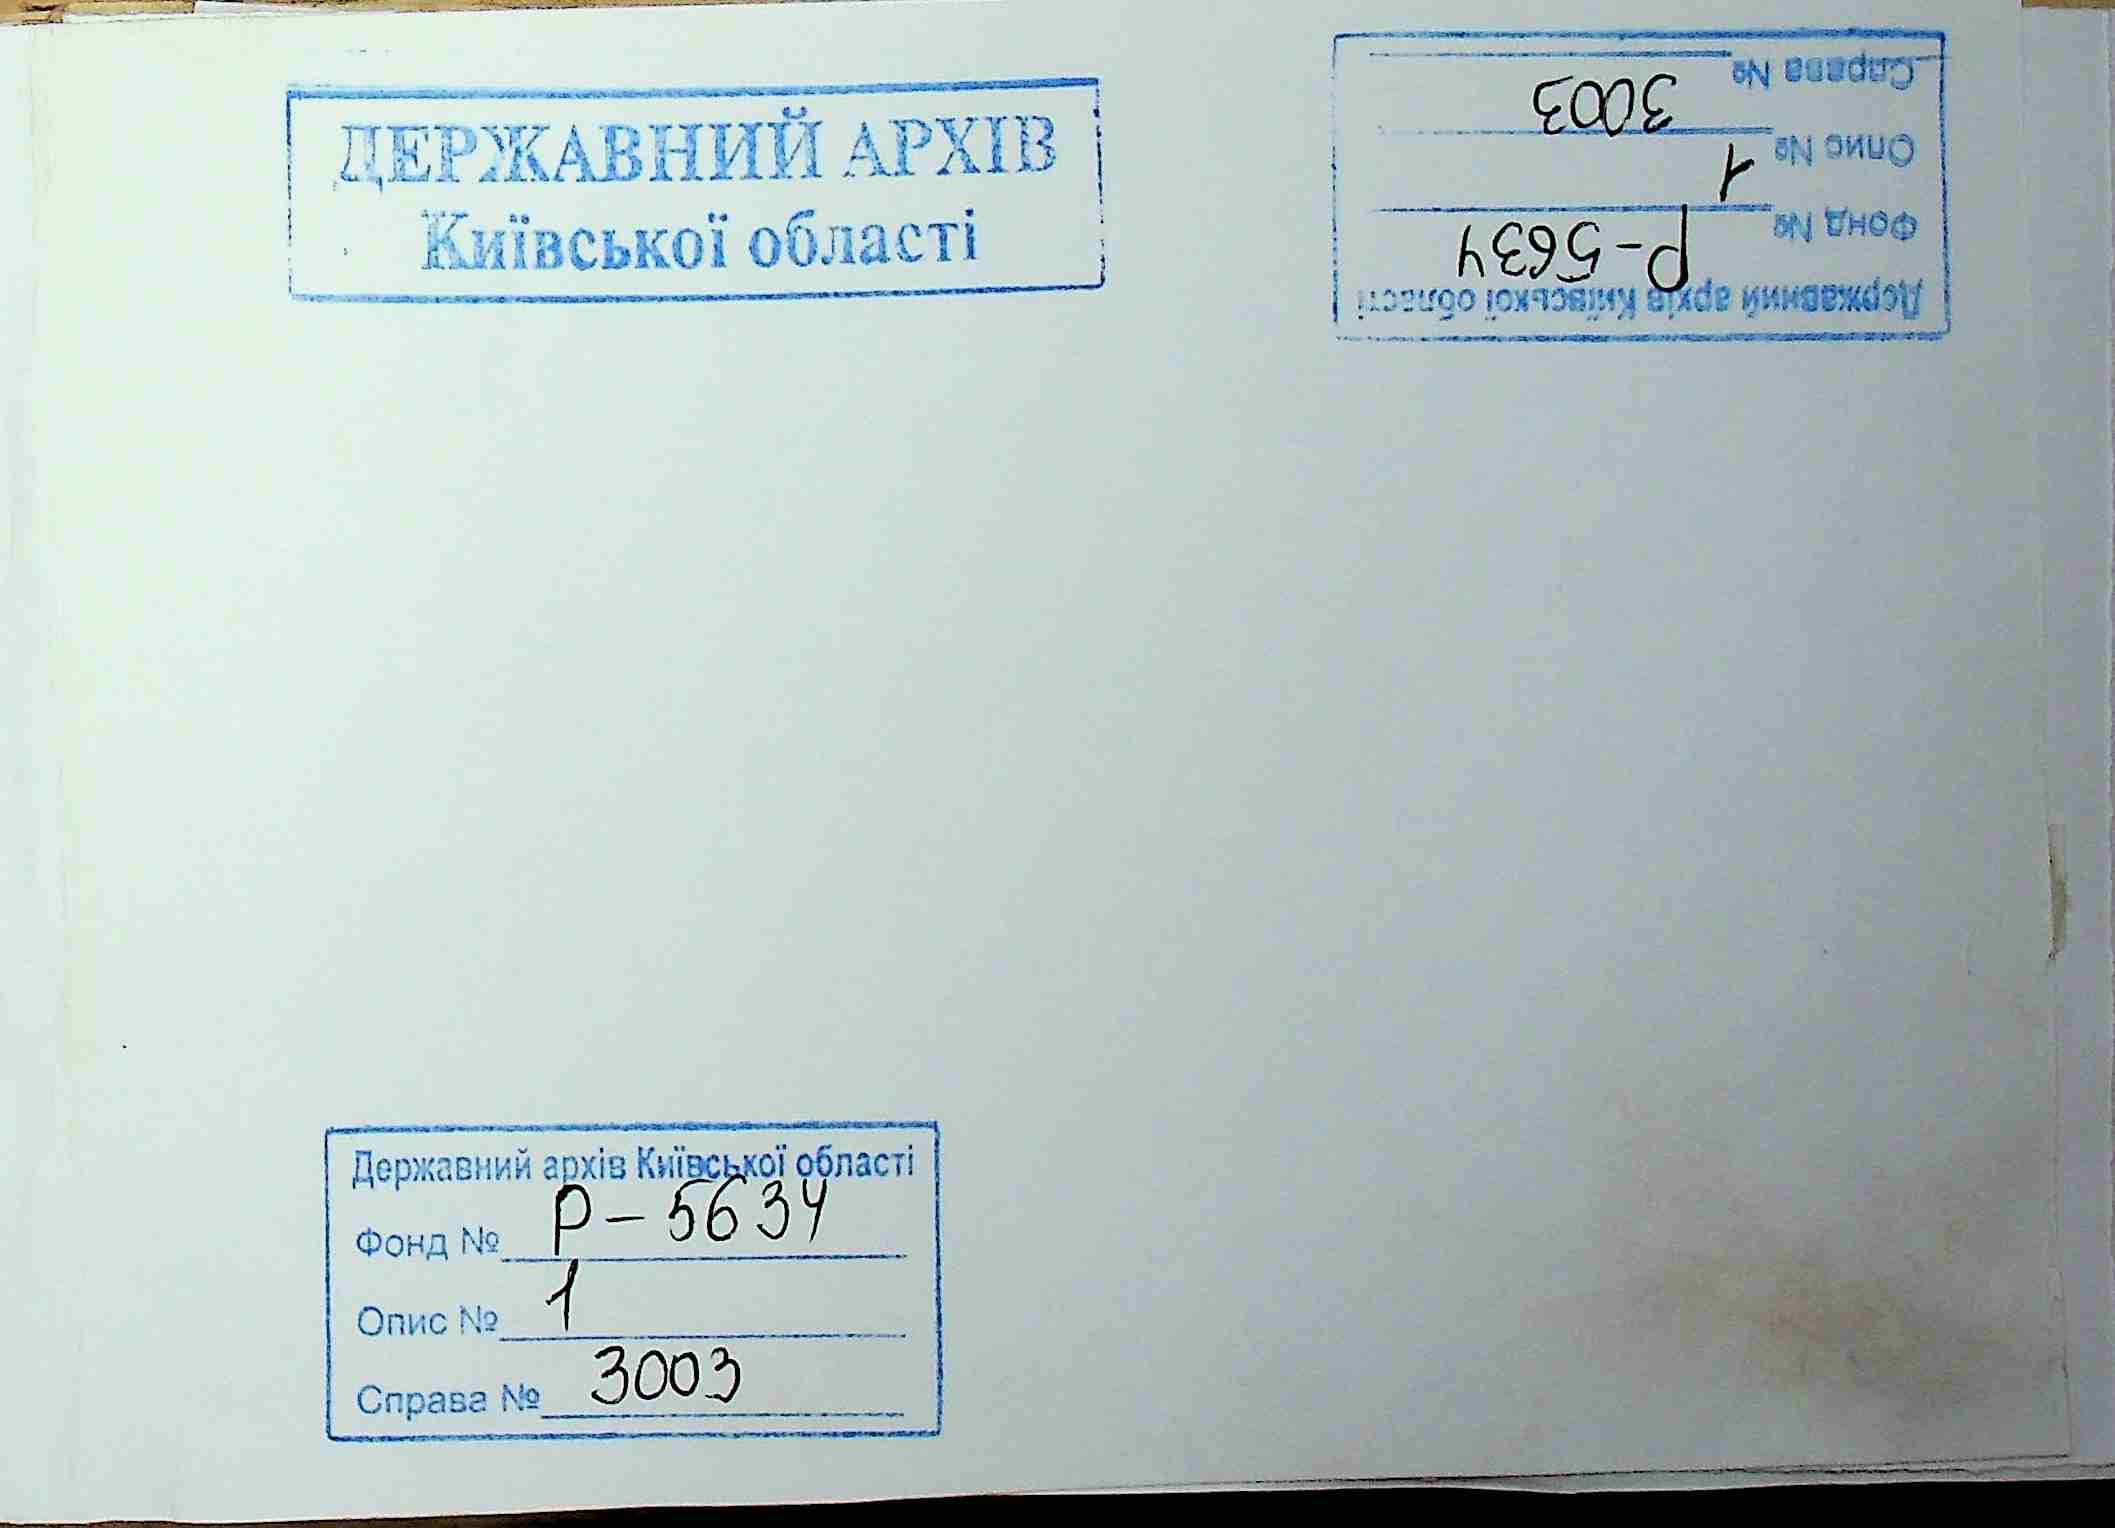 ДЕРЖАВНИЙ АРХІВ
Київської області
Державний архів Київської області
Фонд № Р-5634
Опис № 1
Справа № 3003
Державний архів Київської області
Фонд № Р-5634
Опис № 1
Справа № 3003